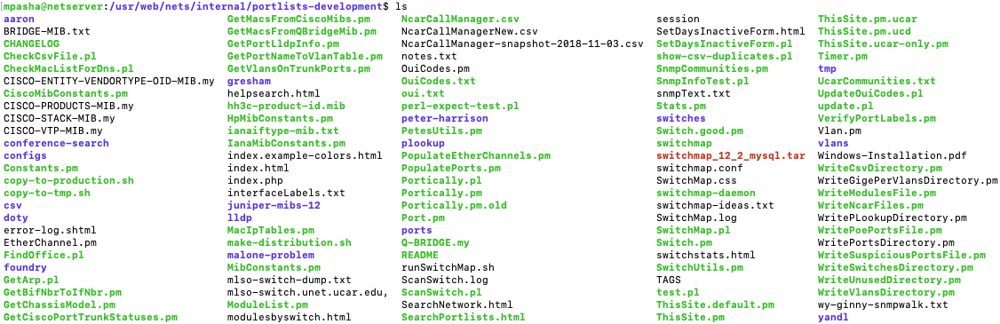 [mpasha@netserver:/usr/web/nets/internal/portlists-development$ ls
aaron GetMacsFromCiscoMibs.pm NcarCallManager.csv session ThisSite.pm.ucar
BRIDGE-MIB.txt GetMacsFromQBridgeMib.pm NcarCallManagerNew.csv SetDaysInactiveForm.html ThisSite.pm.ucd
CHANGELOG GetPortLldpInfo.pm NcarCallManager-snapshot-2018-11-03.csv SetDaysInactiveForm.pl ThisSite.pm.ucar-only.pm
CheckCsvFile.pl GetPortNameToVlanTable.pm notes.txt show-csv-duplicates.pl Timer.pm
CheckMacListForDns.pl GetVlansOnTrunkPorts.pm OuiCodes.pm SnmpCommunities.pm tmp
CISCO-ENTITY-VENDORTYPE-OID-MIB.my gresham OuiCodes.txt SnmpInfoTest.pl UcarCommunities.txt
CiscoMibConstants.pm helpsearch.html oui.txt snmpText.txt UpdateOuiCodes.pl
CISCO-PRODUCTS-MIB.my hh3c-product-id.mib perl-expect-test.pl Stats.pm update.pl
CISCO-STACK-MIB.my HpMibConstants.pm peter-harrison switches VerifyPortLabels.pm
CISCO-VTP-MIB.my ianaiftype-mib.txt PetesUtils.pm Switch.good.pm Vlan.pm
conference-search IanaMibConstants.pm plookup switchmap vlans
configs index.example-colors.html PopulateEtherChannels.pm switchmap_12_2_mysql.tar Windows-Installation.pdf
Constants.pm index.html PopulatePorts.pm switchmap.conf WriteCsvDirectory.pm
copy-to-production.sh index.php Portically.pl SwitchMap.css WriteGigePerVlansDirectory.pm
copy-to-tmp.sh interfaceLabels.txt Portically.pm switchmap-daemon WriteModulesFile.pm
csv juniper-mibs-12 Portically.pm.old switchmap-ideas.txt WriteNcarFiles.pm
doty lldp Port.pm SwitchMap.log WritePLookupDirectory.pm
error-log.shtml MacIpTables.pm ports SwitchMap.pl WritePoePortsFile.pm
EtherChannel.pm make-distribution.sh Q-BRIDGE.my Switch.pm WritePortsDirectory.pm
FindOffice.pl malone-problem README switchstats.html WriteSuspiciousPortsFile.pm
foundry MibConstants.pm runSwitchMap.sh SwitchUtils.pm WriteSwitchesDirectory.pm
GetArp.pl mlso-switch-dump.txt ScanSwitch.log TAGS WriteUnusedDirectory.pm
GetBifNbrToIfNbr.pm mlso-switch.unet.ucar.edu, ScanSwitch.pl test.pl WriteVlansDirectory.pm
GetChassisModel.pm ModuleList.pm SearchNetwork.html ThisSite.default.pm wy-ginny-snmpwalk.txt
GetCiscoPortTrunkStatuses.pm modulesbyswitch.html SearchPortlists.html ThisSite.pm yandl